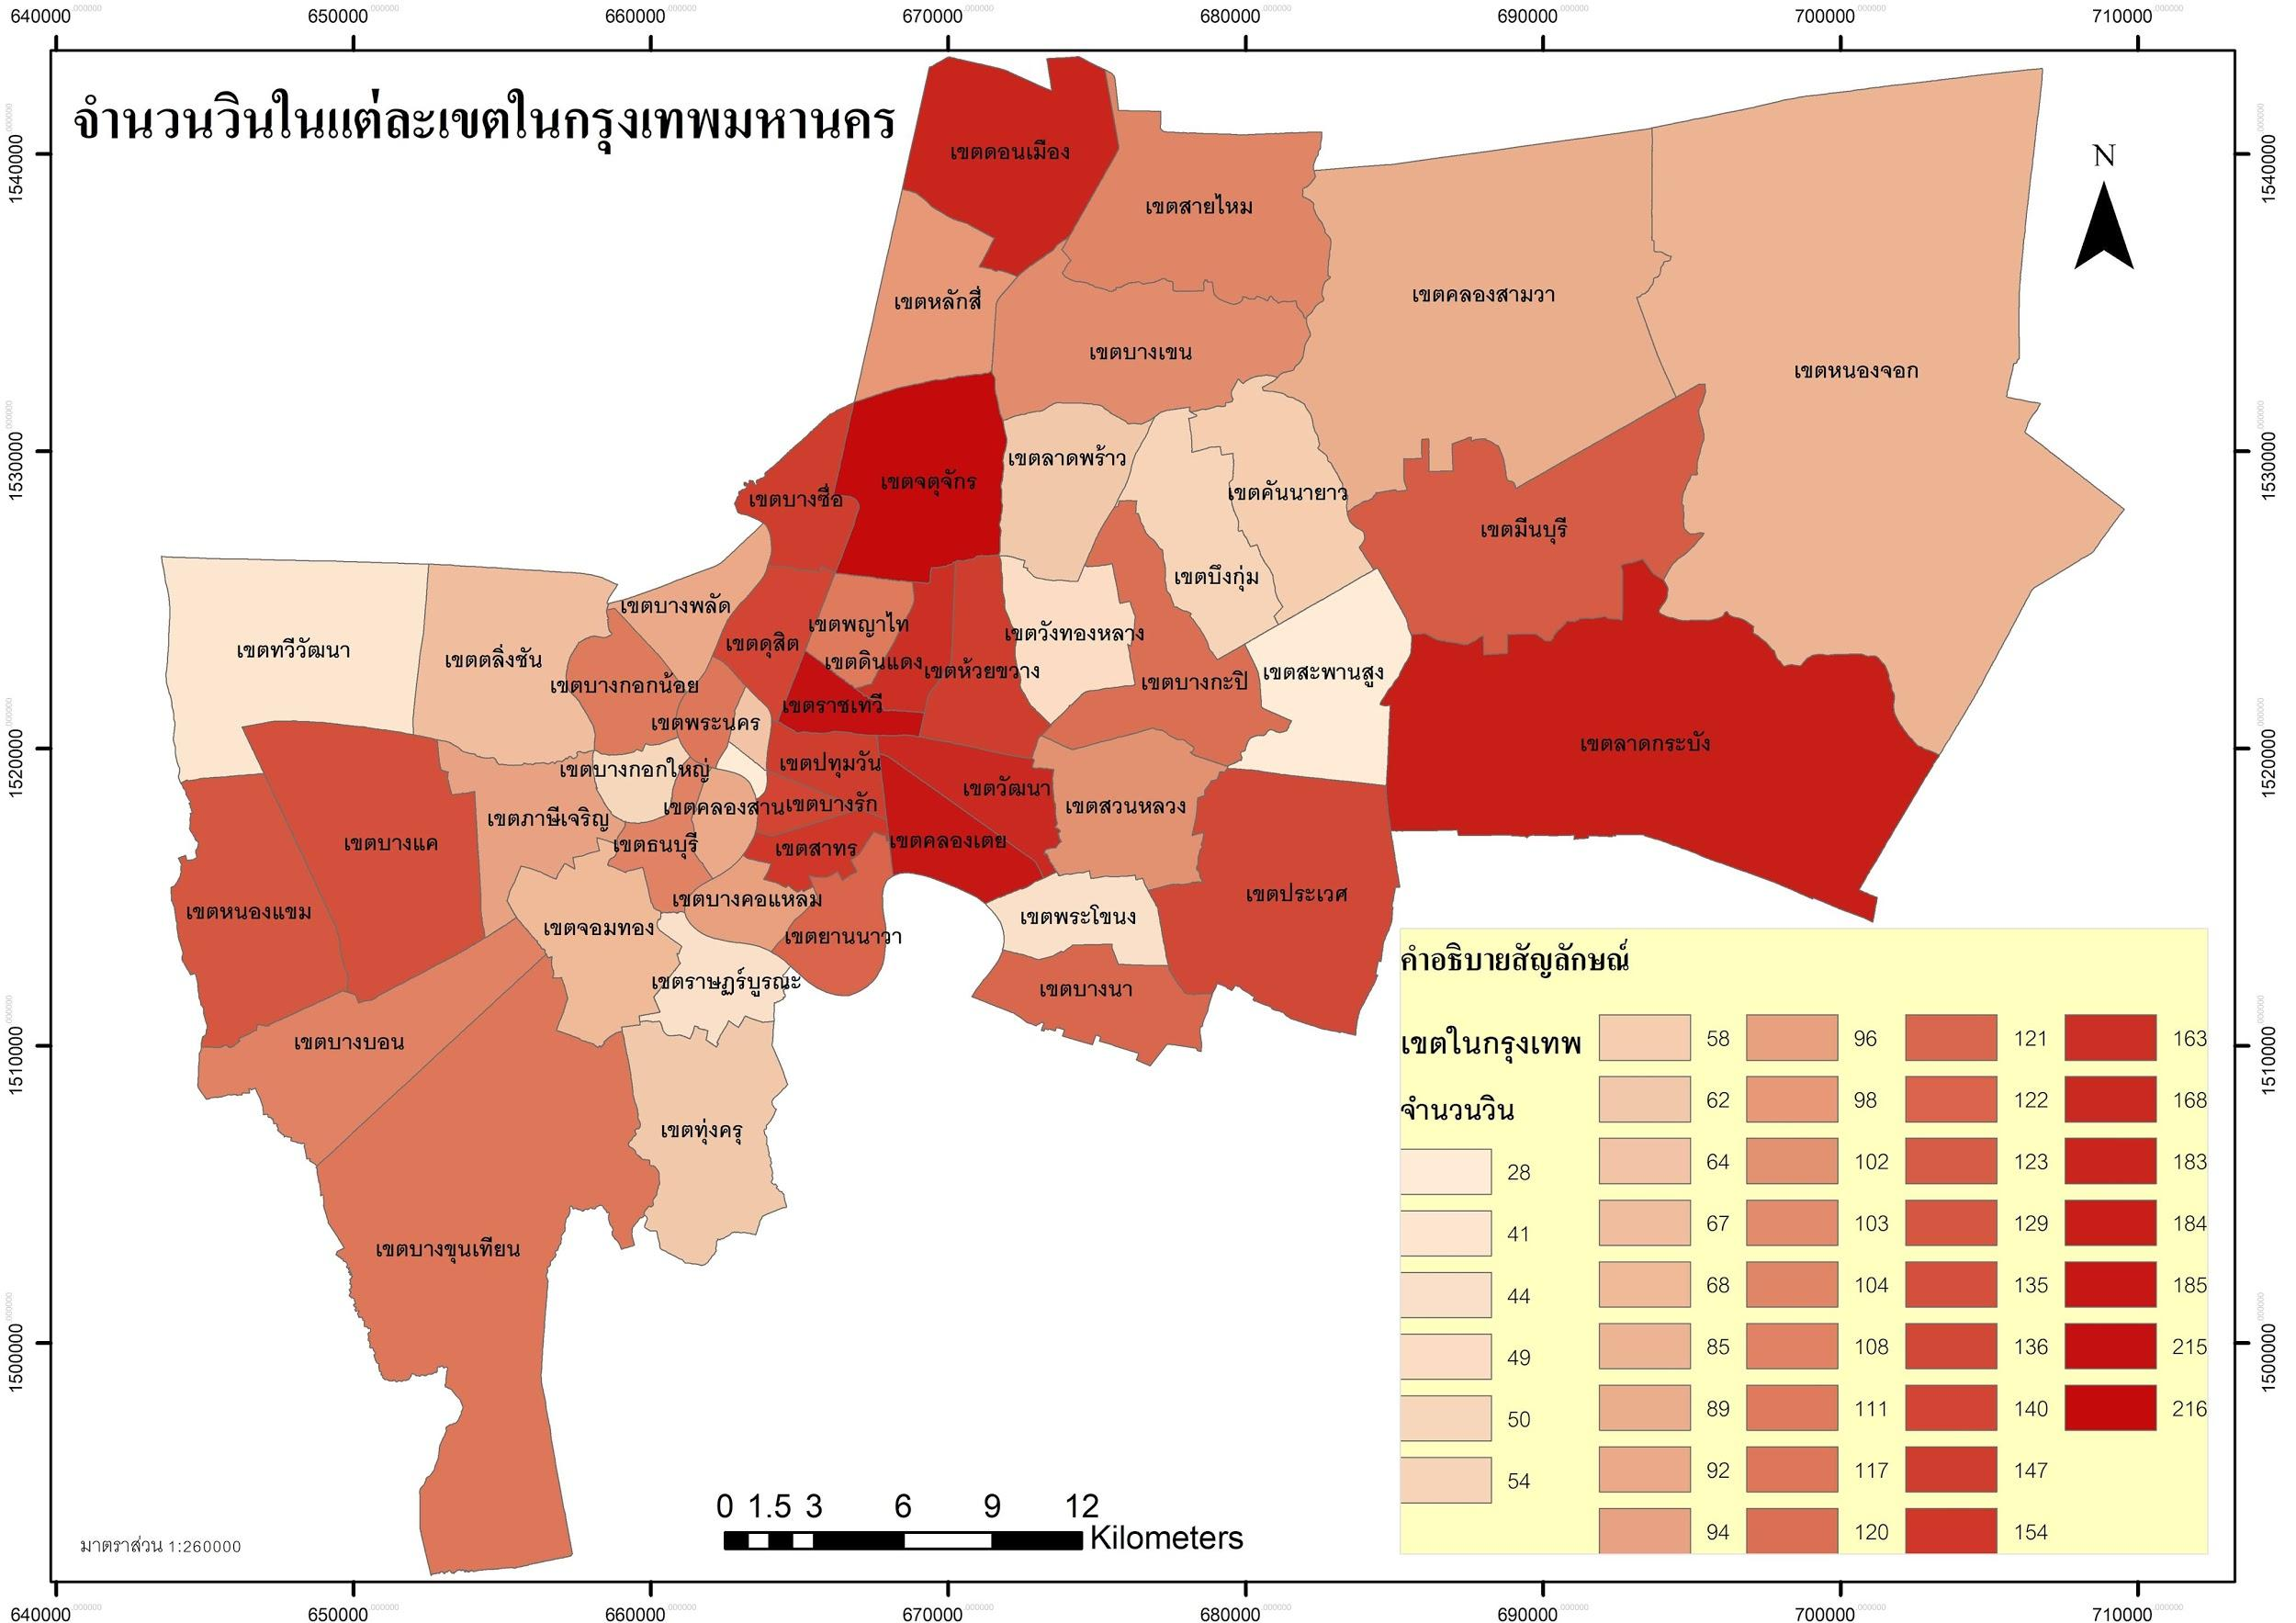 640000 650000 660000 670000 680000 690000 700000 710000
จำนวนวินในแต่ละเขตในกรุงเทพมหานคร
N
1540000
1530000
1520000
1510000
1500000
1540000
1530000
1520000
1510000
1500000
เขตดอนเมือง
เขตสายไหม
เขตคลองสามวา
เขตหลักสี่
เขตบางเขน
เขตหนองจอก
เขตลาดพร้าว
เขตจตุจักร
เขตคันนายาว
เขตบางซื่อ
เขตมีนบุรี
เขตบึงกุ่ม
เขตบางพลัด
เขตพญาไท
เขตวังทองหลาง
เขตดุสิต
เขตทวีวัฒนา
เขตตลิ่งชัน
เขตดินแดง
เขตห้วยขวาง
เขตสะพานสูง
เขตบางกอกน้อย
เขตบางกะปิ
เขตราชเทวี
เขตพระนคร
เขตลาดกระบัง
เขตปทุมวัน
เขตบางกอกใหญ่
เขตวัฒนา
เขตคลองสาน
เขตบางรัก
เขตสวนหลวง
เขตภาษีเจริญ
เขตบางแค
เขตธนบุรี
เขตสาทร
เขตคลองเตย
เขตประเวศ
เขตบางคอแหลม
เขตหนองแขม
เขตพระโขนง
เขตจอมทอง
เขตยานนาวา
เขตราษฎร์บูรณะ
เขตบางนา
เขตบางบอน
เขตทุ่งครุ
เขตบางขุนเทียน
คำอธิบายสัญลักษณ์
เขตในกรุงเทพ
จำนวนวิน
28
41
44
49
50
54
58
62
64
67
68
85
89
92
94
96
98
102
103
104
108
111
117
120
121
122
123
129
135
136
140
147
154
163
168
183
184
185
215
216
0 1.5 3 6 9 12
Kilometers
มาตราส่วน 1:260000
640000 650000 660000 670000 680000 690000 700000 710000